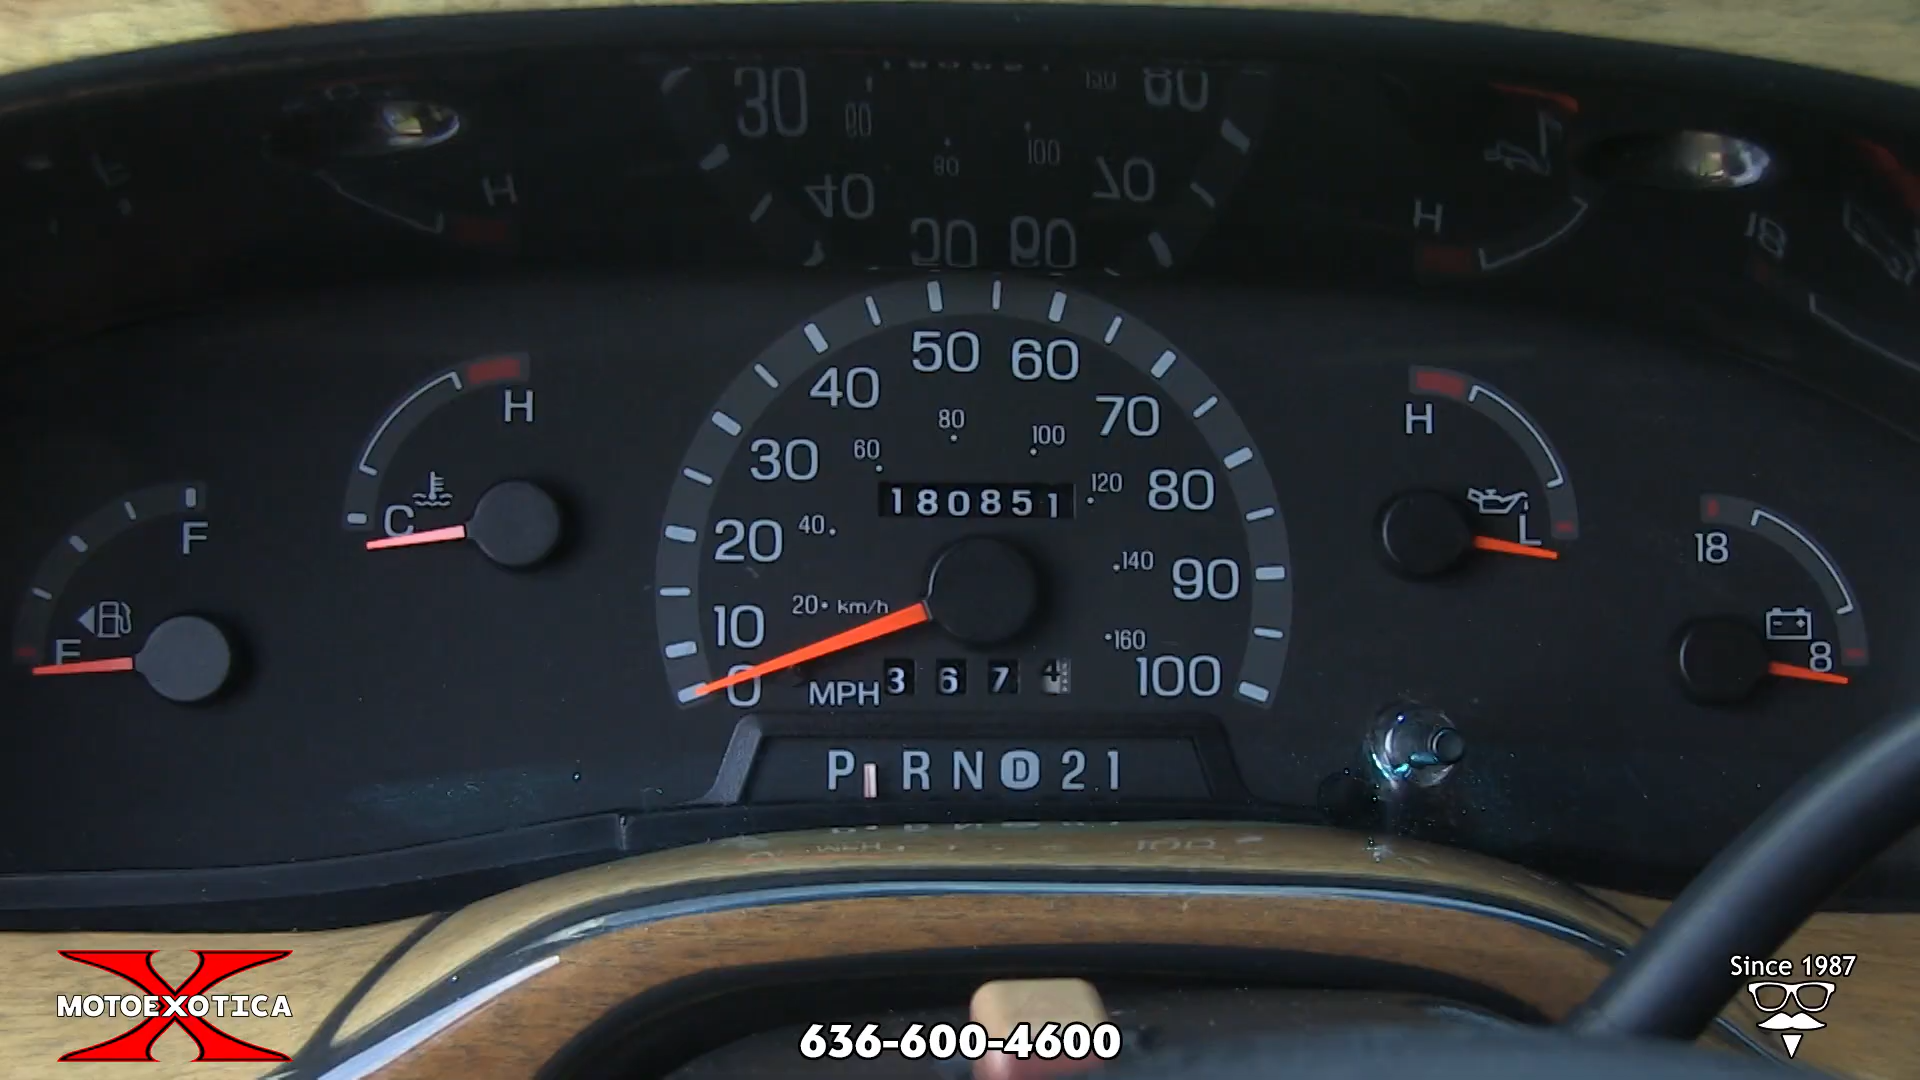 50 60
40 70
30 80
20 90
10 100
0
80 100
60 120
40 140
20 km/h 160
180851
MPH 3 6 7 4
P R N D 2 1
F
E
H
C
H
L
18
8
MOTOEXOTICA
636-600-4600
Since 1987